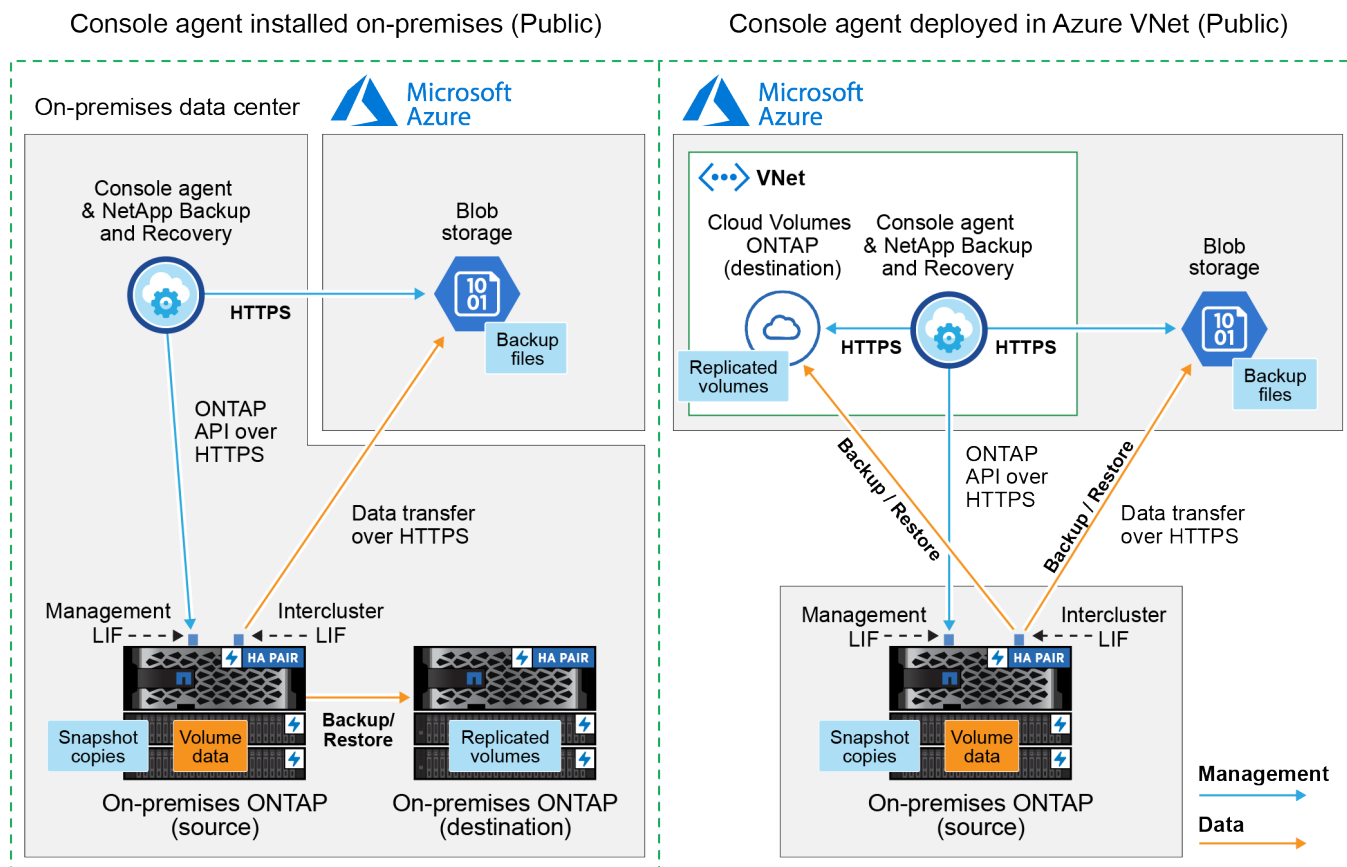 Console agent installed on-premises (Public)
On-premises data center
Microsoft
Azure
Console agent
& NetApp Backup
and Recovery
Blob
storage
10
01
HTTPS
Backup
files
ONTAP
API over
HTTPS
Data transfer
over HTTPS
Management
LIF
Intercluster
LIF
HA PAIR
HA PAIR
Snapshot
copies
Volume
data
Backup/
Restore
Replicated
volumes
On-premises ONTAP
(source)
On-premises ONTAP
(destination)
Console agent deployed in Azure VNet (Public)
Microsoft
Azure
VNet
Cloud Volumes
ONTAP
(destination)
Console agent
& NetApp Backup
and Recovery
Blob
storage
10
01
HTTPS
HTTPS
Replicated
volumes
Backup
files
Backup / Restore
ONTAP
API over
HTTPS
Backup / Restore
Data transfer
over HTTPS
Management
LIF
Intercluster
LIF
HA PAIR
Snapshot
copies
Volume
data
On-premises ONTAP
(source)
Management
Data